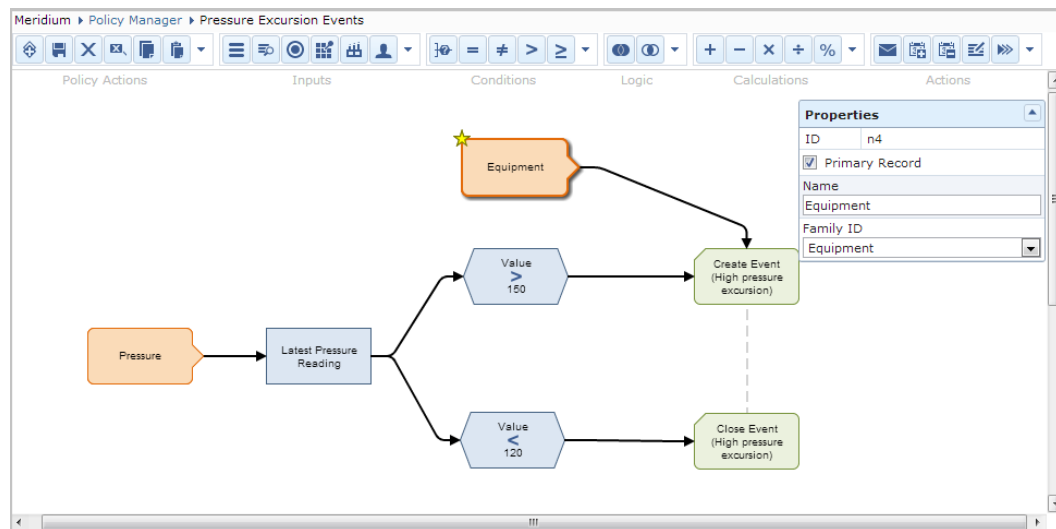 Meridium ▸ Policy Manager ▸ Pressure Excursion Events
Policy Actions Inputs Conditions Logic Calculations Actions
Properties
ID n4
Primary Record
Name
Equipment
Family ID
Equipment
Equipment
Value
>
150
Create Event
(High pressure
excursion)
Pressure
Latest Pressure
Reading
Value
<
120
Close Event
(High pressure
excursion)